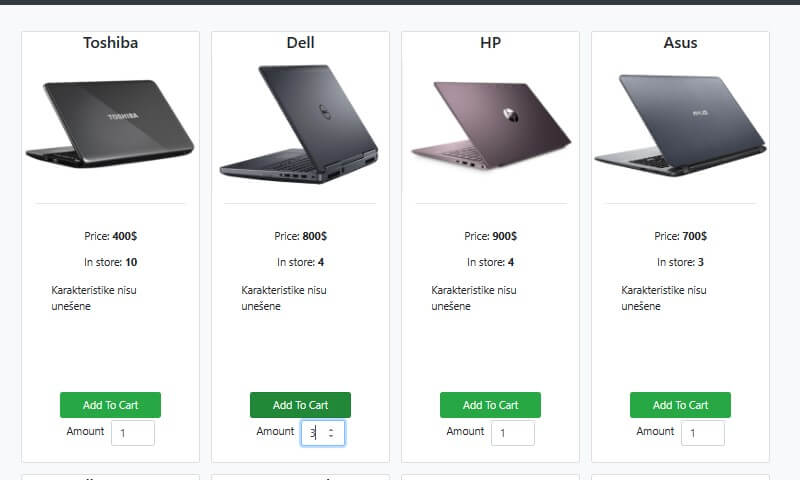 Toshiba
TOSHIBA
Price: 400$
In store: 10
Karakteristike nisu
unešene
Add To Cart
Amount 1
Dell
DELL
Price: 800$
In store: 4
Karakteristike nisu
unešene
Add To Cart
Amount 3
HP
hp
Price: 900$
In store: 4
Karakteristike nisu
unešene
Add To Cart
Amount 1
Asus
ASUS
Price: 700$
In store: 3
Karakteristike nisu
unešene
Add To Cart
Amount 1